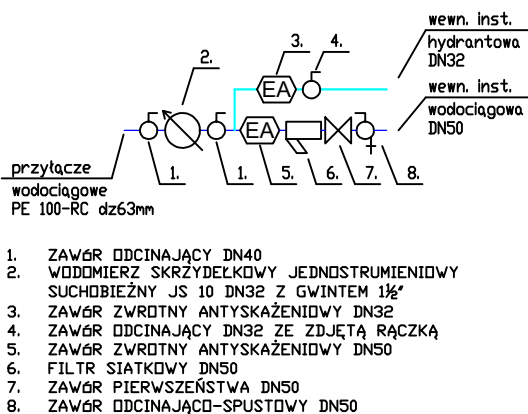 wewn. inst.
hydrantowa
DN32
wewn. inst.
wodociągowa
DN50
2.
3.
4.
EA
EA
1.
1.
5.
6.
7.
8.
przyłącze
wodociągowe
PE 100-RC dz63mm
1. ZAWóR ODCINAJĄCY DN40
2. WODOMIERZ SKRZYDEŁKOWY JEDNOSTRUMIENIOWY
SUCHOBIEŻNY JS 10 DN32 Z GWINTEM 1½"
3. ZAWóR ZWROTNY ANTYSKAŻENIOWY DN32
4. ZAWóR ODCINAJĄCY DN32 ZE ZDJĘTĄ RĄCZKĄ
5. ZAWóR ZWROTNY ANTYSKAŻENIOWY DN50
6. FILTR SIATKOWY DN50
7. ZAWóR PIERWSZEŃSTWA DN50
8. ZAWóR ODCINAJĄCO-SPUSTOWY DN50